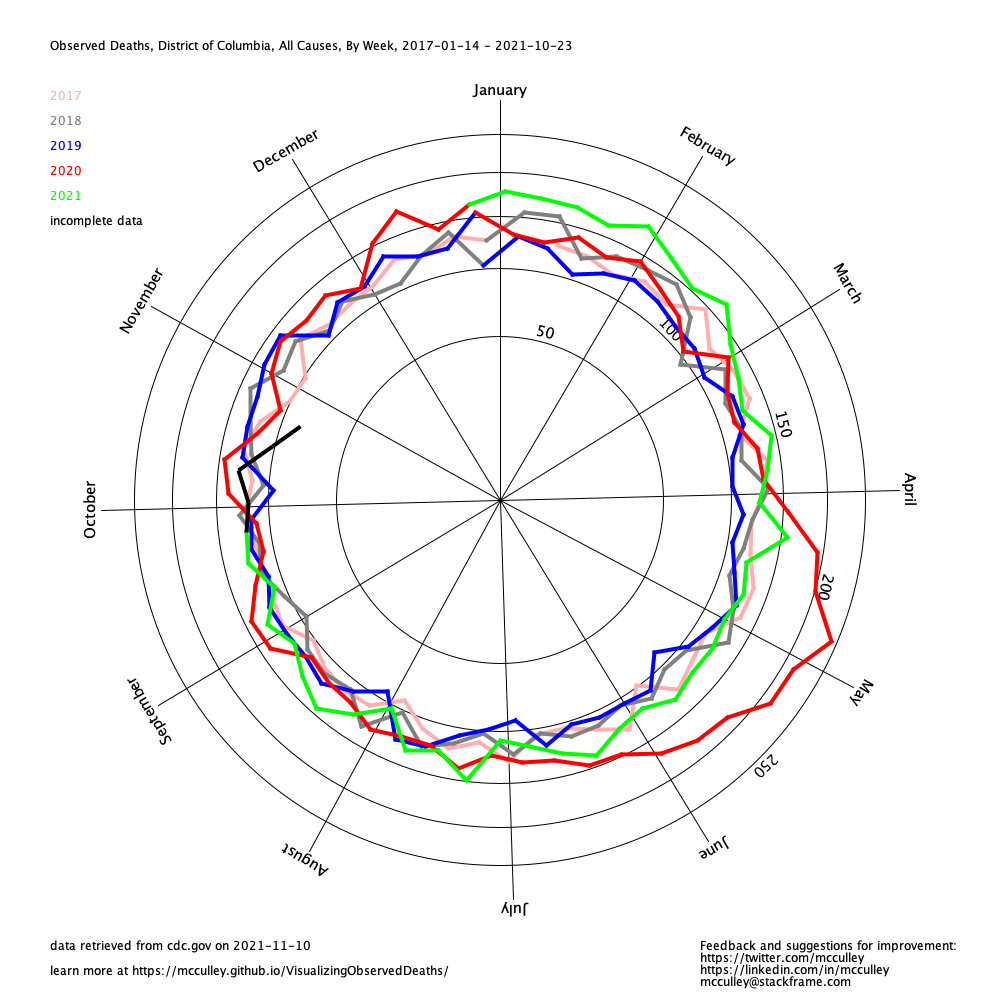 Observed Deaths, District of Columbia, All Causes, By Week, 2017-01-14 - 2021-10-23
January
2017
2018
2019
2020
2021
incomplete data
December
February
November
March
50
100
150
October
April
200
September
May
250
August
June
July
data retrieved from cdc.gov on 2021-11-10
learn more at https://mcculley.github.io/VisualizingObservedDeaths/
Feedback and suggestions for improvement:
https://twitter.com/mcculley
https://linkedin.com/in/mcculley
mcculley@stackframe.com